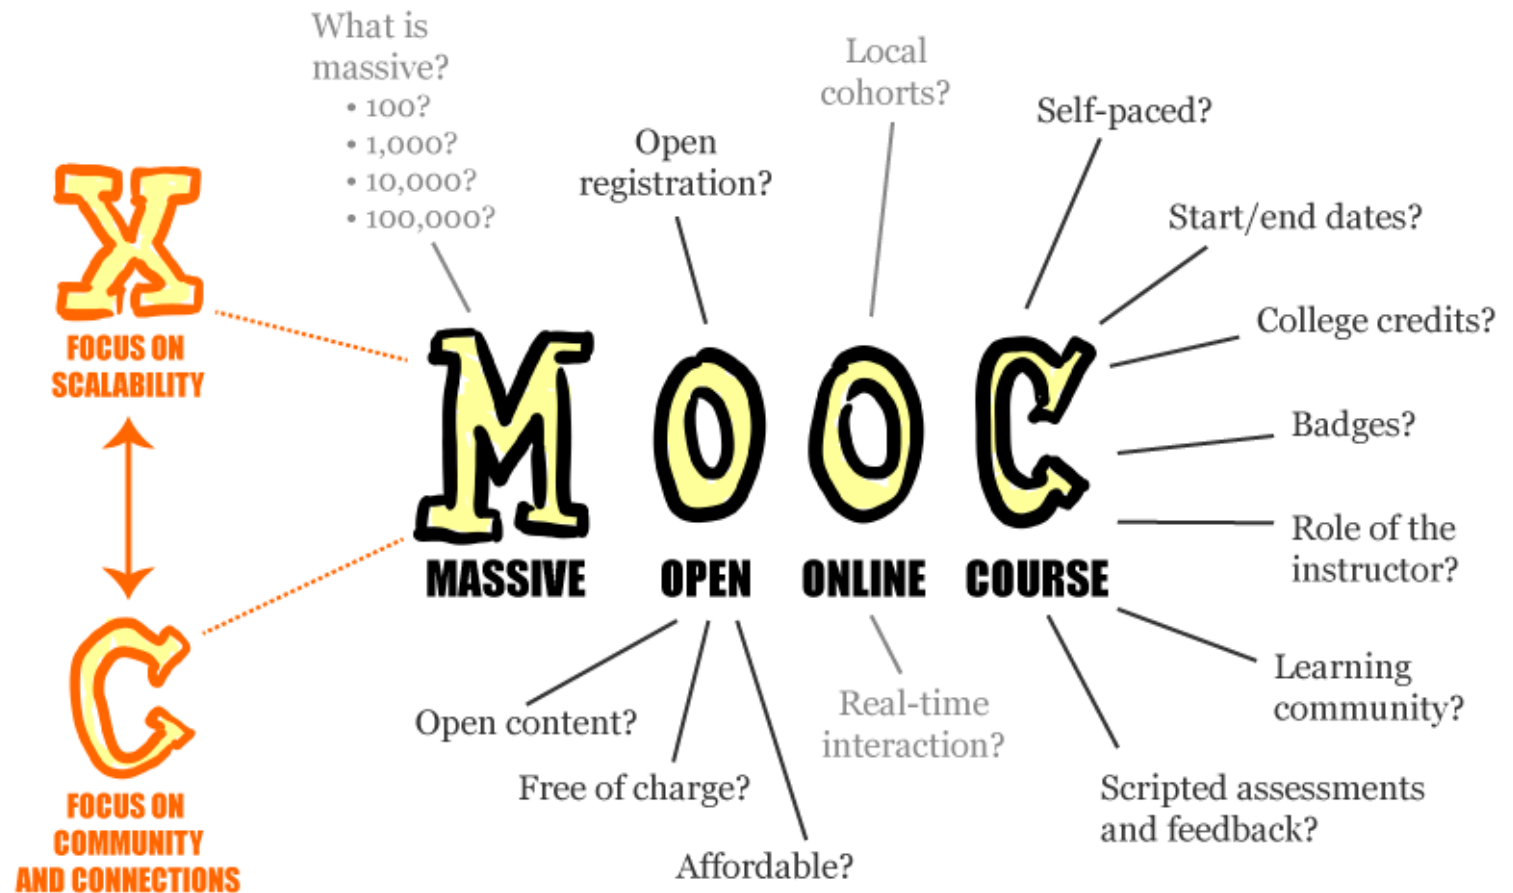 What is
massive?
• 100?
• 1,000?
• 10,000?
• 100,000?
Local
cohorts?
Open
registration?
Self-paced?
Start/end dates?
College credits?
Badges?
Role of the
instructor?
Learning
community?
Scripted assessments
and feedback?
X
FOCUS ON
SCALABILITY
C
FOCUS ON
COMMUNITY
AND CONNECTIONS
MOOC
MASSIVE OPEN ONLINE COURSE
Open content?
Free of charge?
Affordable?
Real-time
interaction?